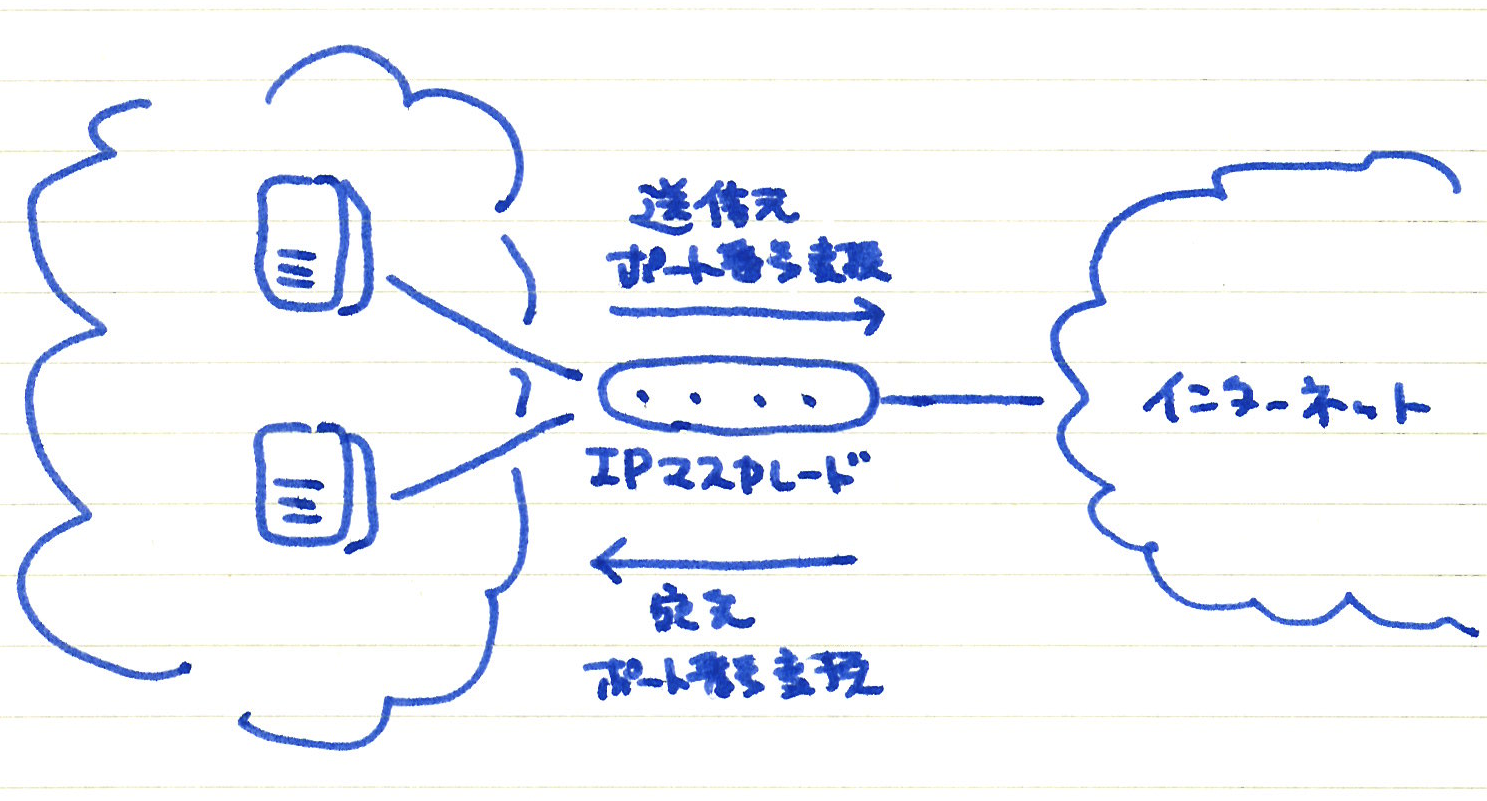 送信元
ポート番号変換
IPマスカレード
インターネット
宛先
ポート番号変換